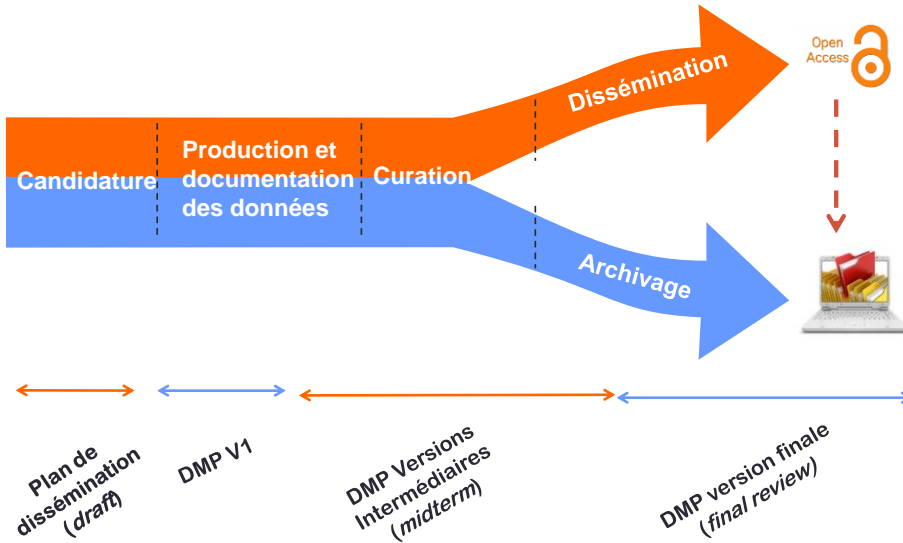 Open
Access
Dissémination
Candidature
Production et
documentation
des données
Curation
Archivage
Plan de
dissémination
(draft)
DMP V1
DMP Versions
Intermédiaires
(midterm)
DMP version finale
(final review)